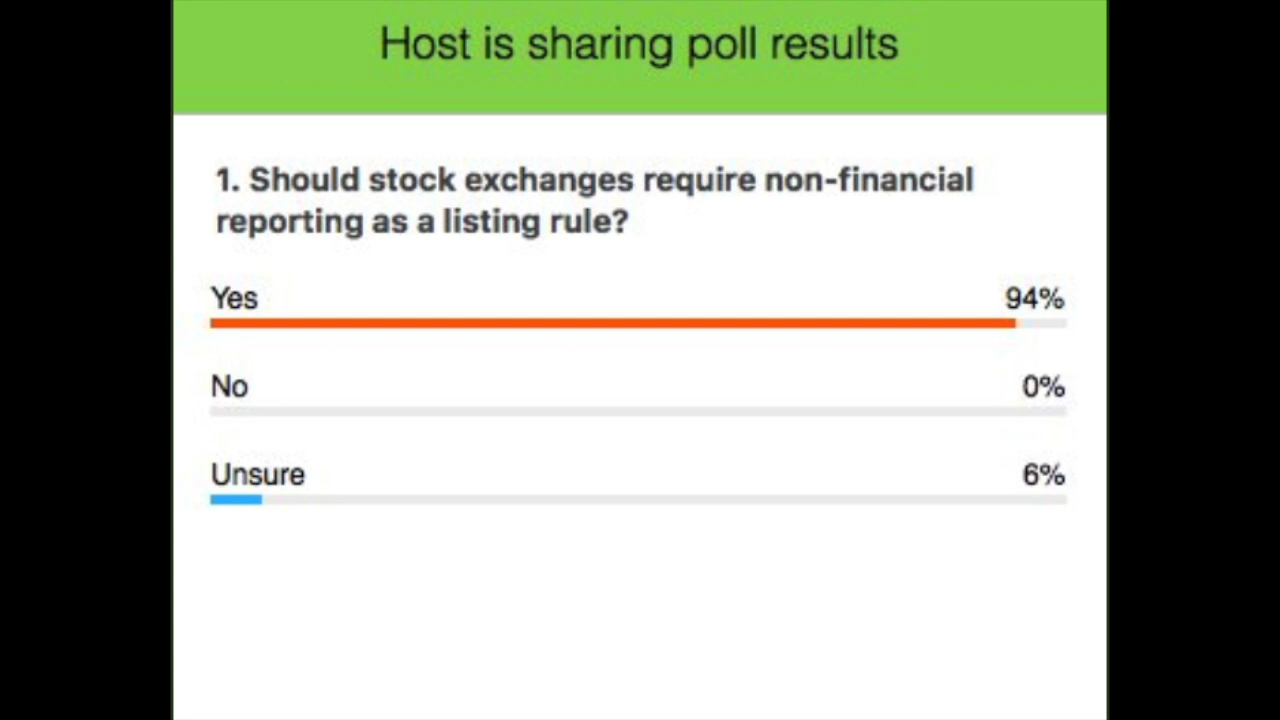 Host is sharing poll results
1. Should stock exchanges require non-financial
reporting as a listing rule?
Yes 94%
No 0%
Unsure 6%